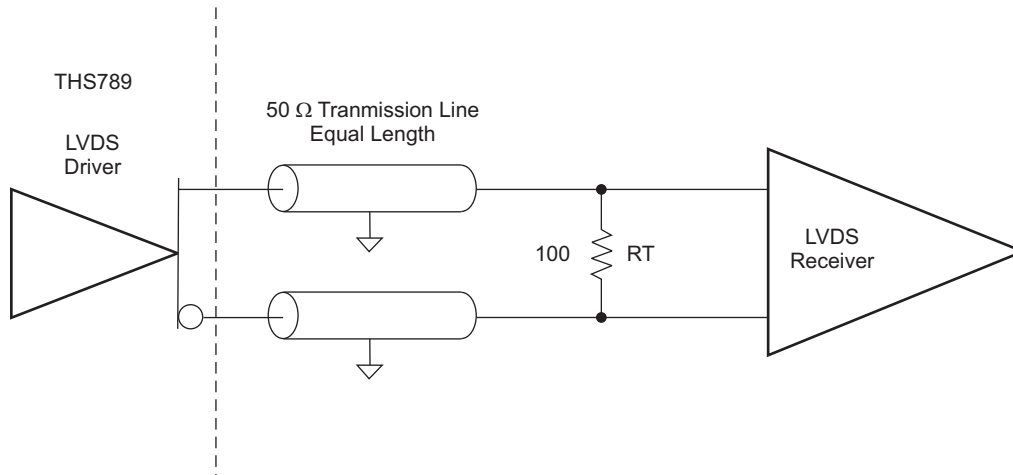 THS789
LVDS
Driver
50 Ω Tranmission Line
Equal Length
100
RT
LVDS
Receiver